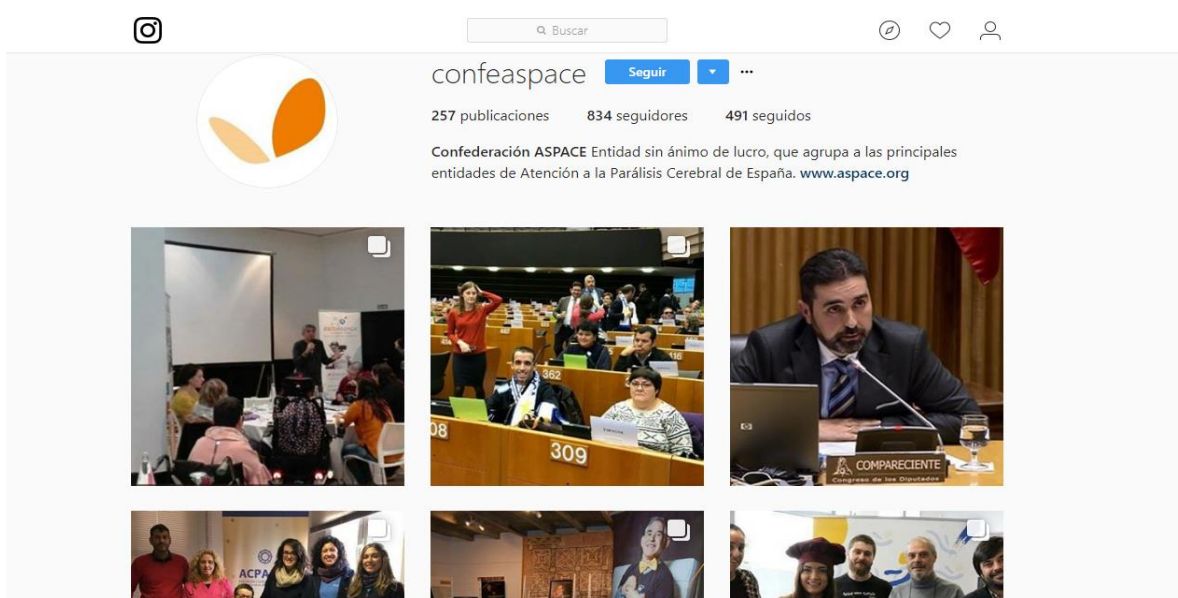 Buscar
confeaspace Seguir
257 publicaciones 834 seguidores 491 seguidos
Confederación ASPACE Entidad sin ánimo de lucro, que agrupa a las principales
entidades de Atención a la Parálisis Cerebral de España. www.aspace.org
362
116
08
309
hp
COMPARECIENTE
Congreso de los Diputados
ACPA